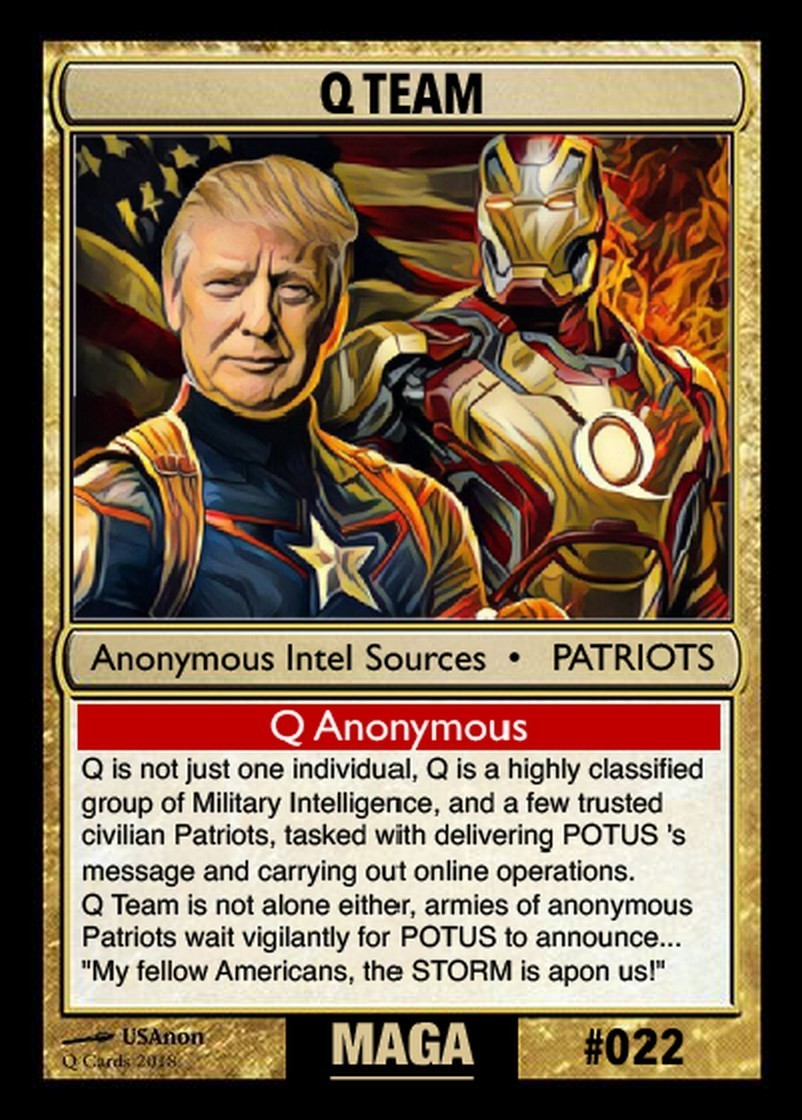 Q TEAM
Q
Anonymous Intel Sources • PATRIOTS
Q Anonymous
Q is not just one individual, Q is a highly classified
group of Military Intelligence, and a few trusted
civilian Patriots, tasked with delivering POTUS 's
message and carrying out online operations.
Q Team is not alone either, armies of anonymous
Patriots wait vigilantly for POTUS to announce...
"My fellow Americans, the STORM is apon us!"
USAnon
Q Cards 2018
MAGA
#022